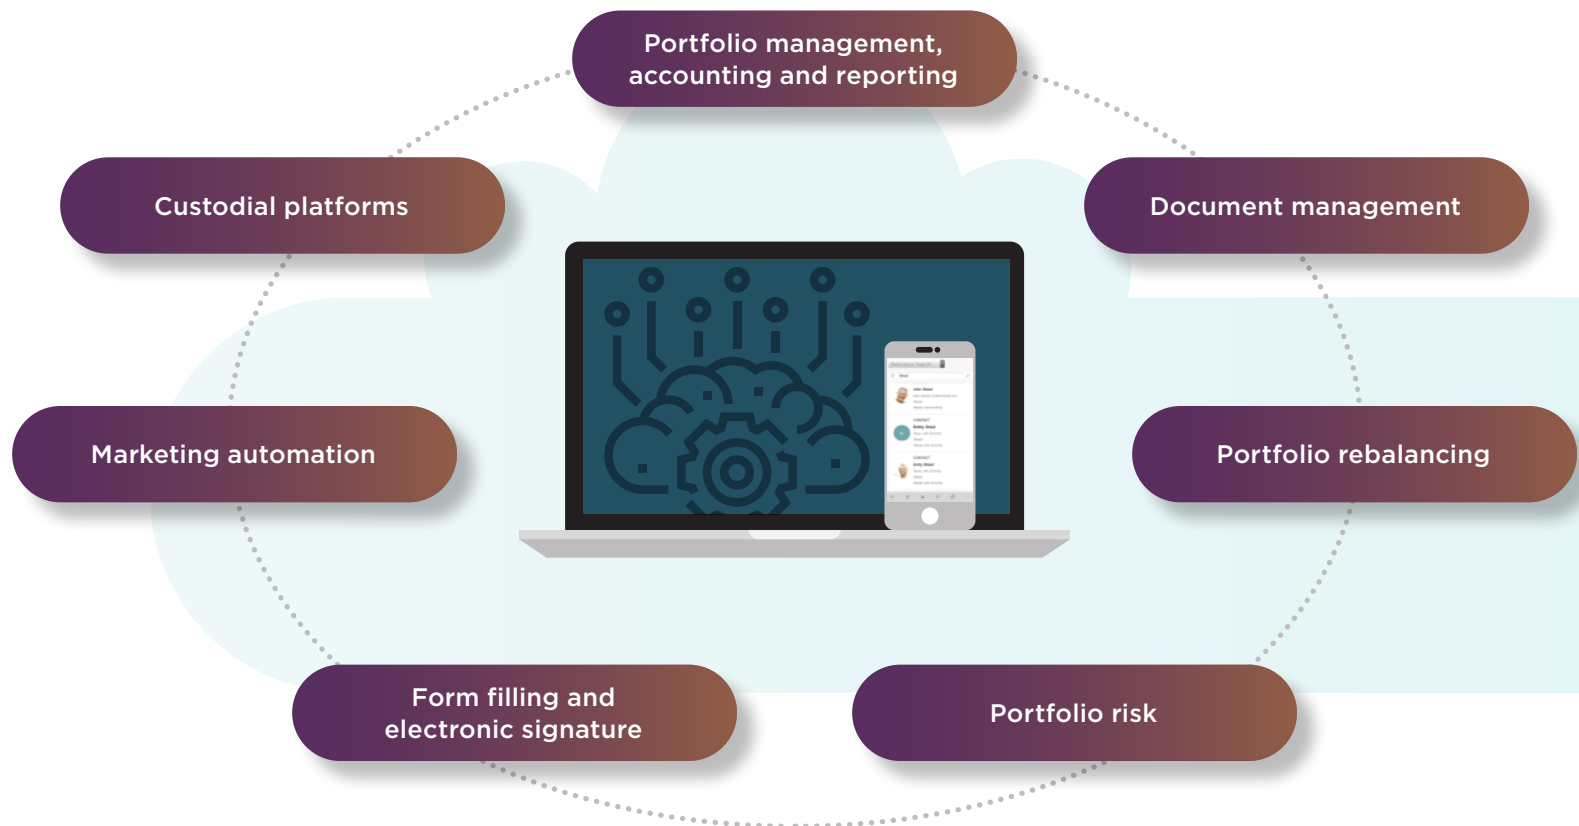 Portfolio management,
accounting and reporting
Custodial platforms
Document management
Marketing automation
Portfolio rebalancing
Form filling and
electronic signature
Portfolio risk